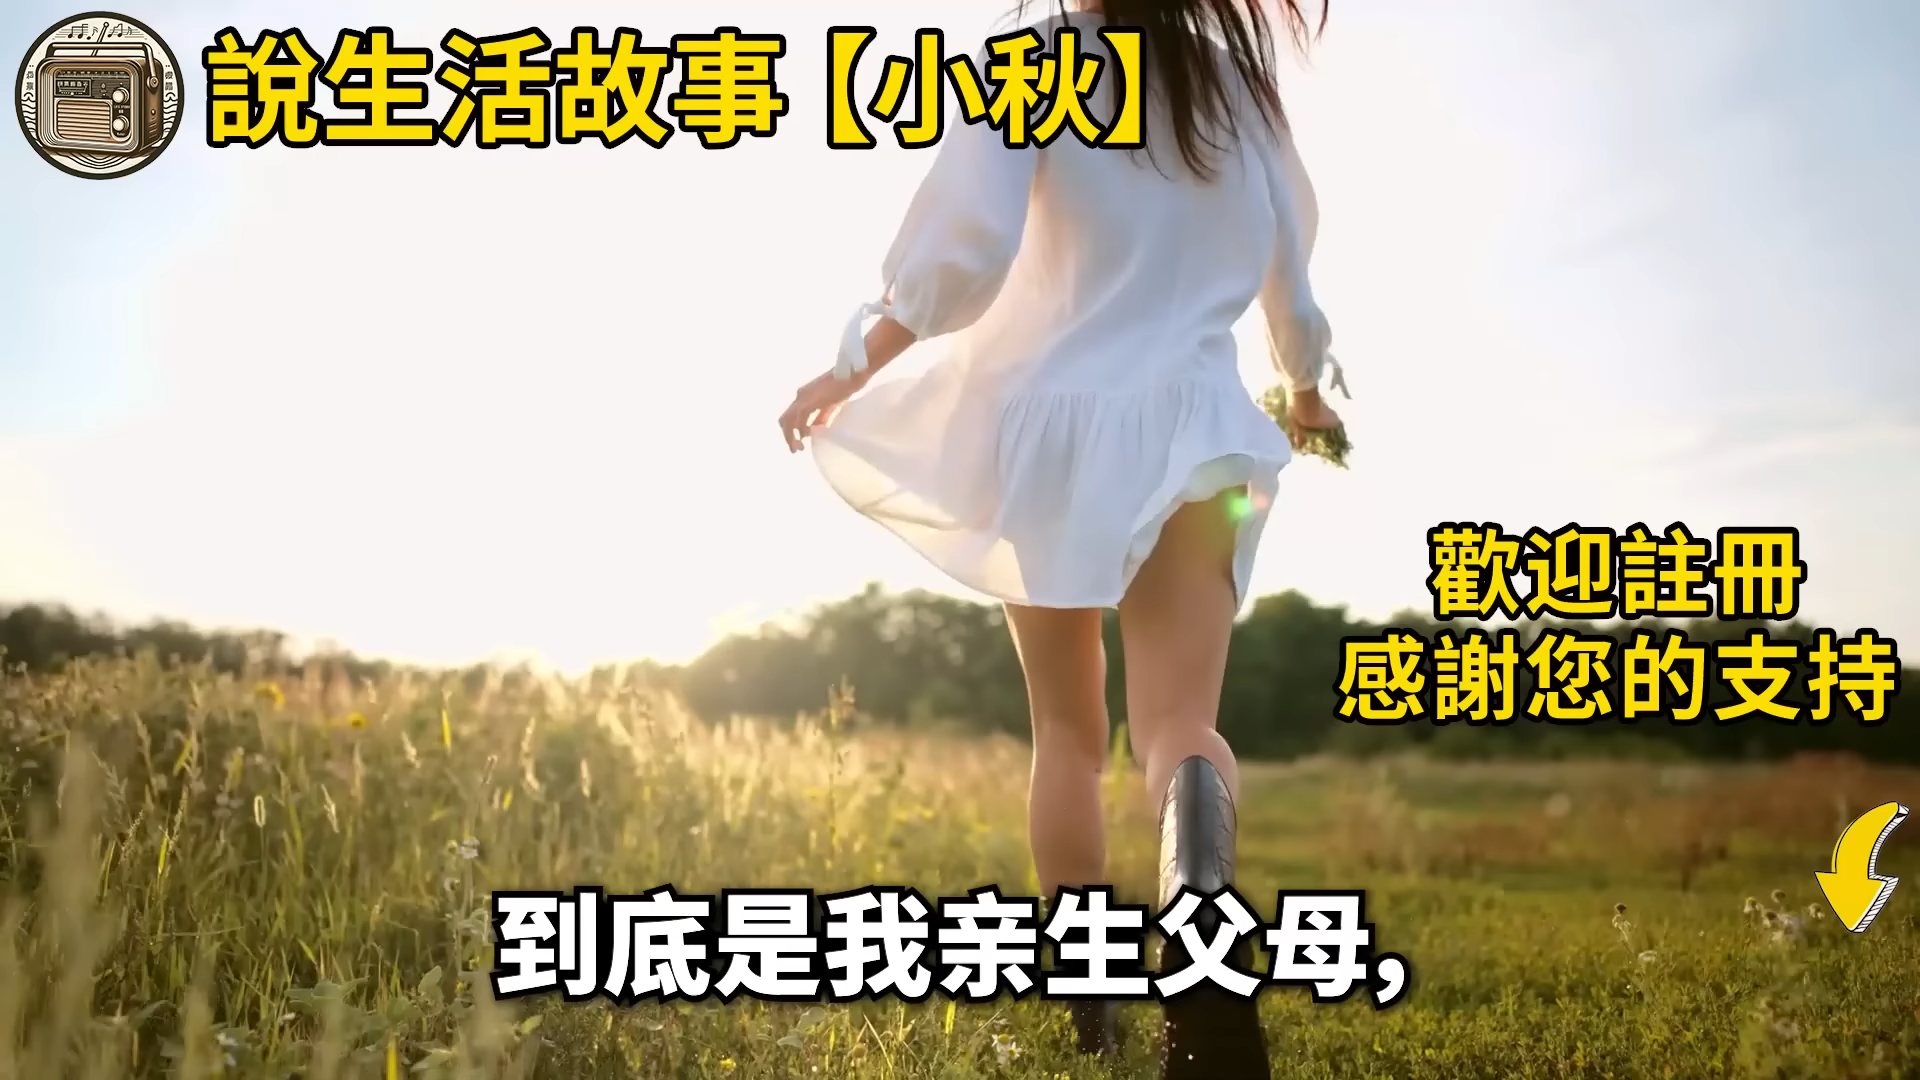 說生活故事【小秋】
歡迎註冊
感謝您的支持
到底是我亲生父母,